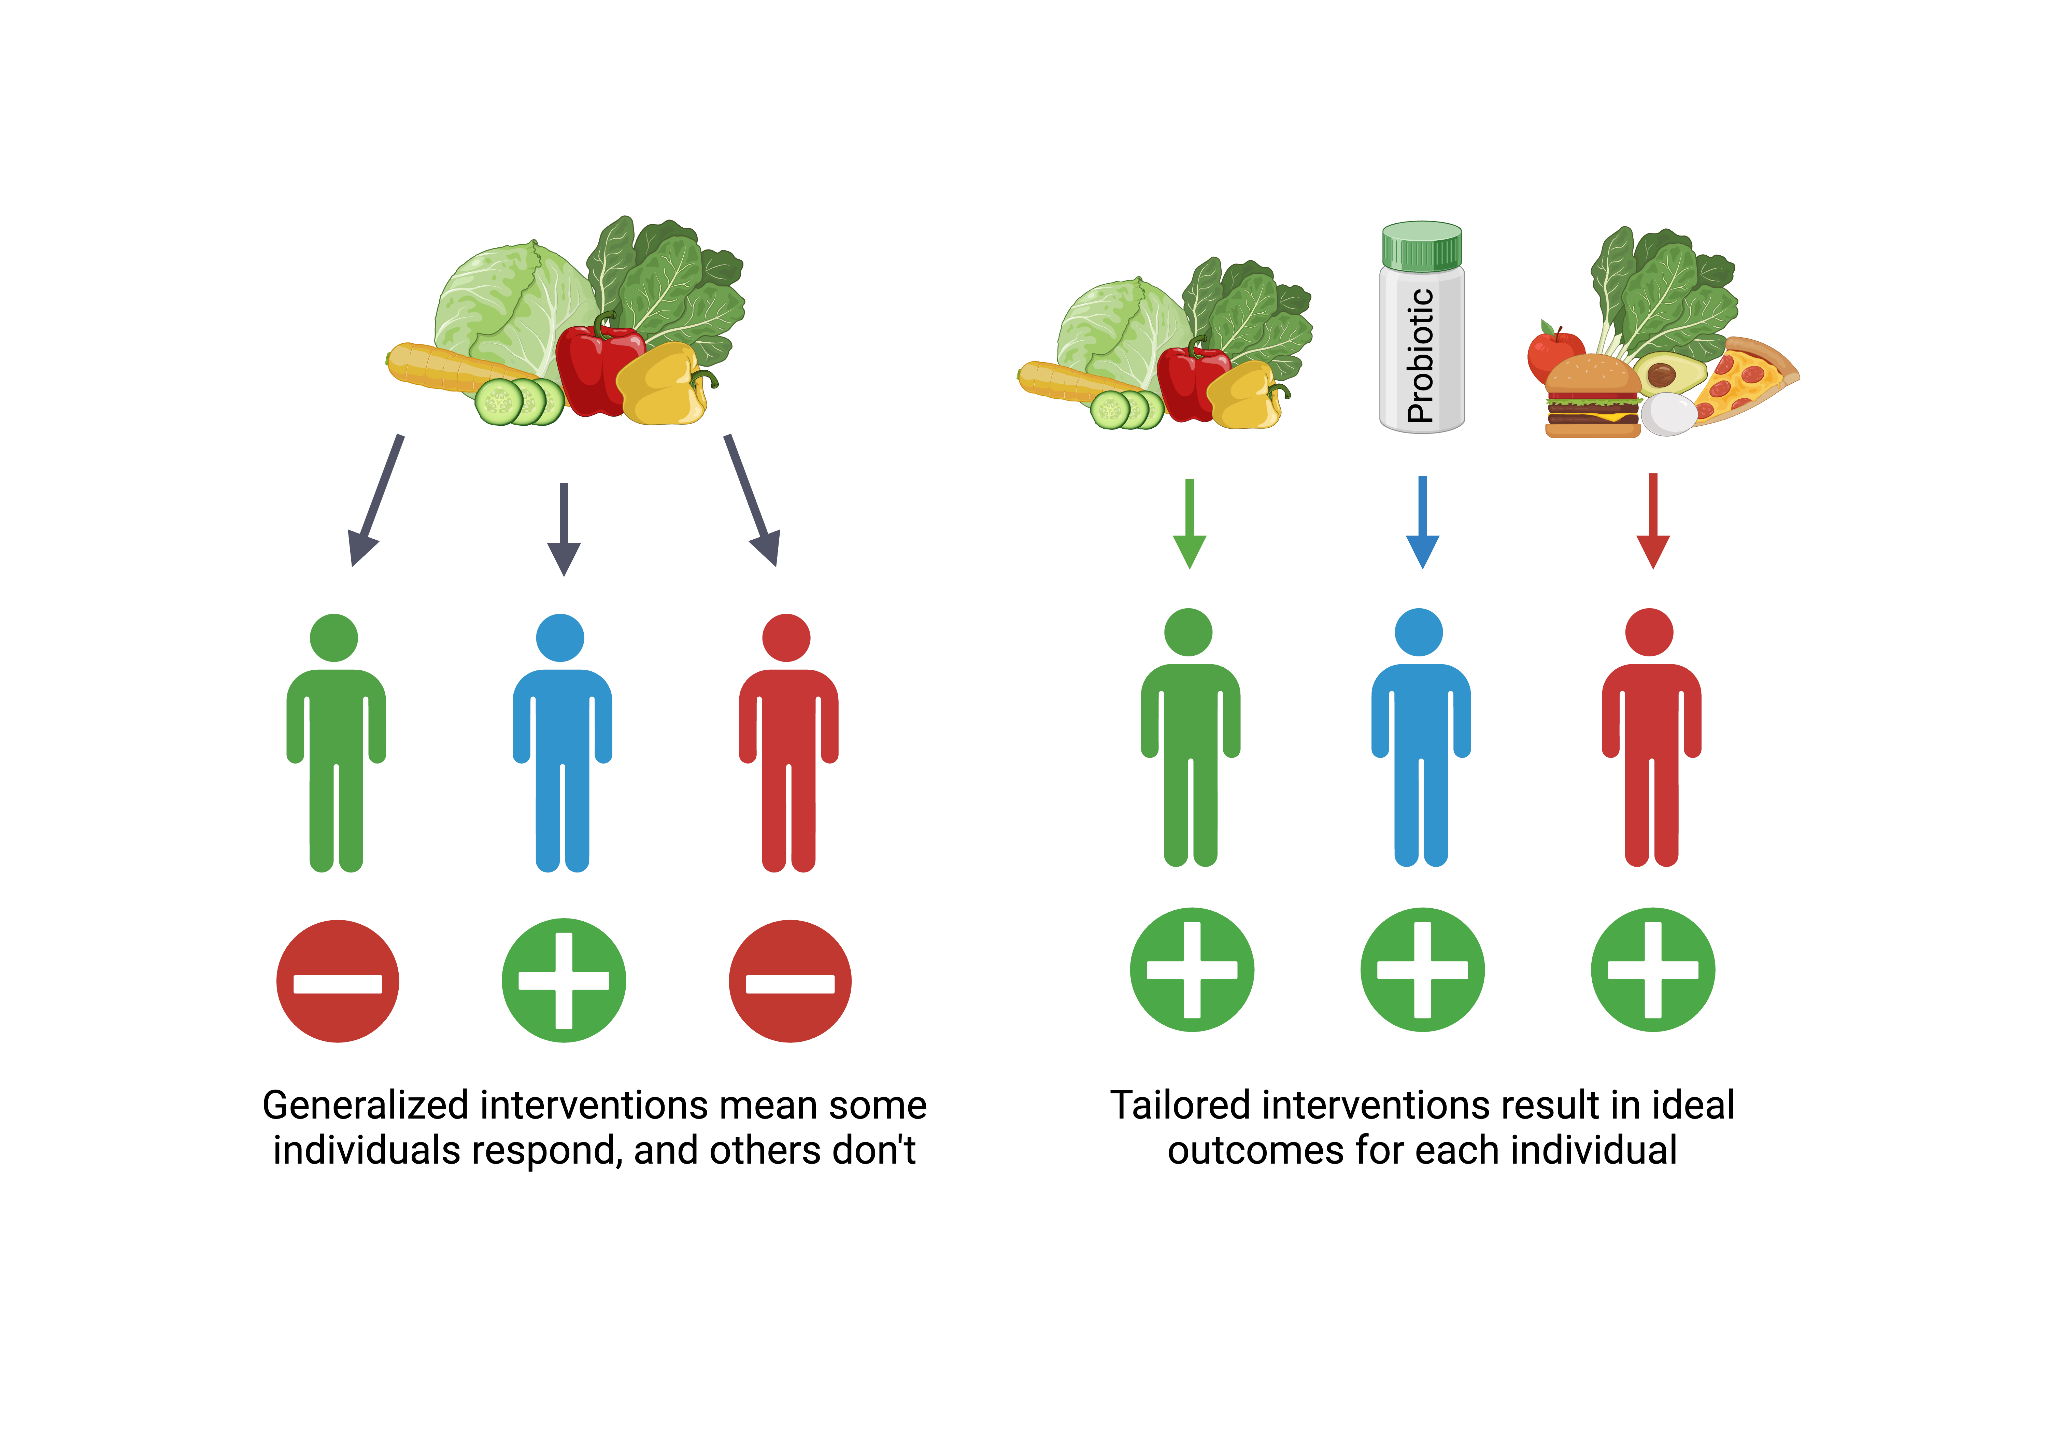 Probiotic
Generalized interventions mean some
individuals respond, and others don't
Tailored interventions result in ideal
outcomes for each individual